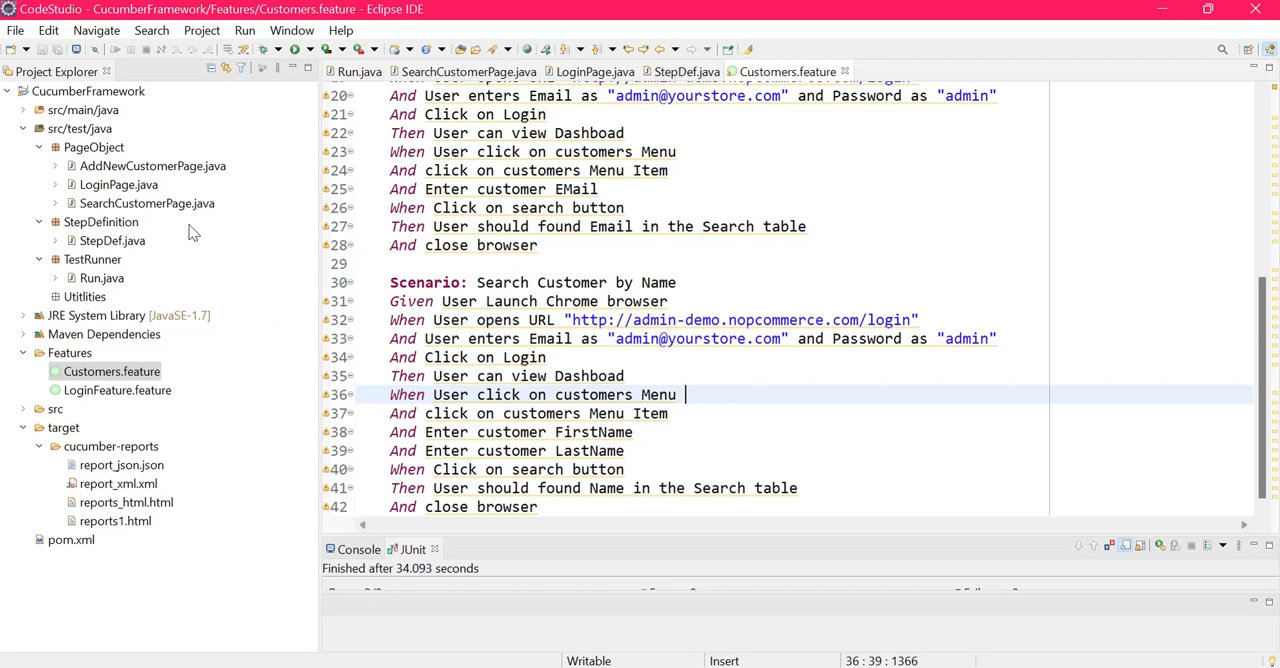 CodeStudio - CucumberFramework/Features/Customers.feature - Eclipse IDE
File Edit Navigate Search Project Run Window Help
Project Explorer
CucumberFramework
src/main/java
src/test/java
PageObject
AddNewCustomerPage.java
LoginPage.java
SearchCustomerPage.java
StepDefinition
StepDef.java
TestRunner
Run.java
Utitlities
JRE System Library [JavaSE-1.7]
Maven Dependencies
Features
Customers.feature
LoginFeature.feature
src
target
cucumber-reports
report_json.json
report_xml.xml
reports_html.html
reports1.html
pom.xml
Run.java SearchCustomerPage.java LoginPage.java StepDef.java Customers.feature
20 And User enters Email as "admin@yourstore.com" and Password as "admin"
21 And Click on Login
22 Then User can view Dashboad
23 When User click on customers Menu
24 And click on customers Menu Item
25 And Enter customer EMail
26 When Click on search button
27 Then User should found Email in the Search table
28 And close browser
29
30 Scenario: Search Customer by Name
31 Given User Launch Chrome browser
32 When User opens URL "http://admin-demo.nopcommerce.com/login"
33 And User enters Email as "admin@yourstore.com" and Password as "admin"
34 And Click on Login
35 Then User can view Dashboad
36 When User click on customers Menu
37 And click on customers Menu Item
38 And Enter customer FirstName
39 And Enter customer LastName
40 When Click on search button
41 Then User should found Name in the Search table
42 And close browser
Console JUnit
Finished after 34.093 seconds
Writable Insert 36 : 39 : 1366